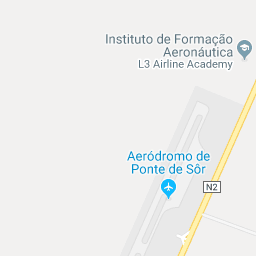 Instituto de Formação
Aeronáutica
L3 Airline Academy
Aeródromo de
Ponte de Sôr
N2